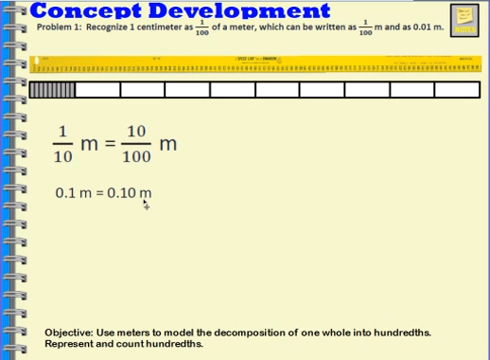 Concept Development
Problem 1: Recognize 1 centimeter as 1/100 of a meter, which can be written as 1/100 m and as 0.01 m.
1/10 m = 10/100 m
0.1 m = 0.10 m
Objective: Use meters to model the decomposition of one whole into hundredths.
Represent and count hundredths.